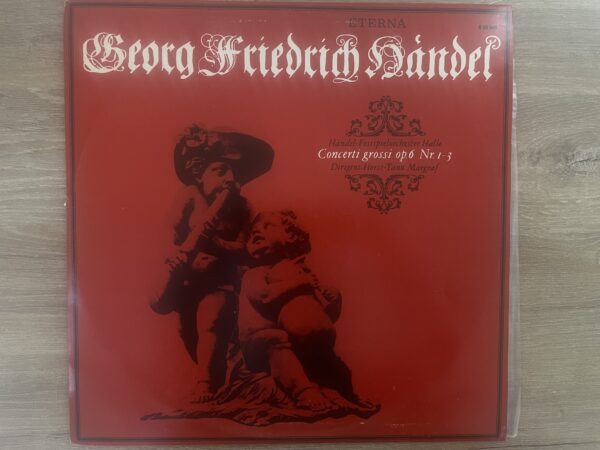 ETERNA
Georg Friedrich Händel
Händel-Festspielorchester Halle
Concerti grossi op 6 Nr. 1-3
Dirigent: Horst-Tanu Margraf